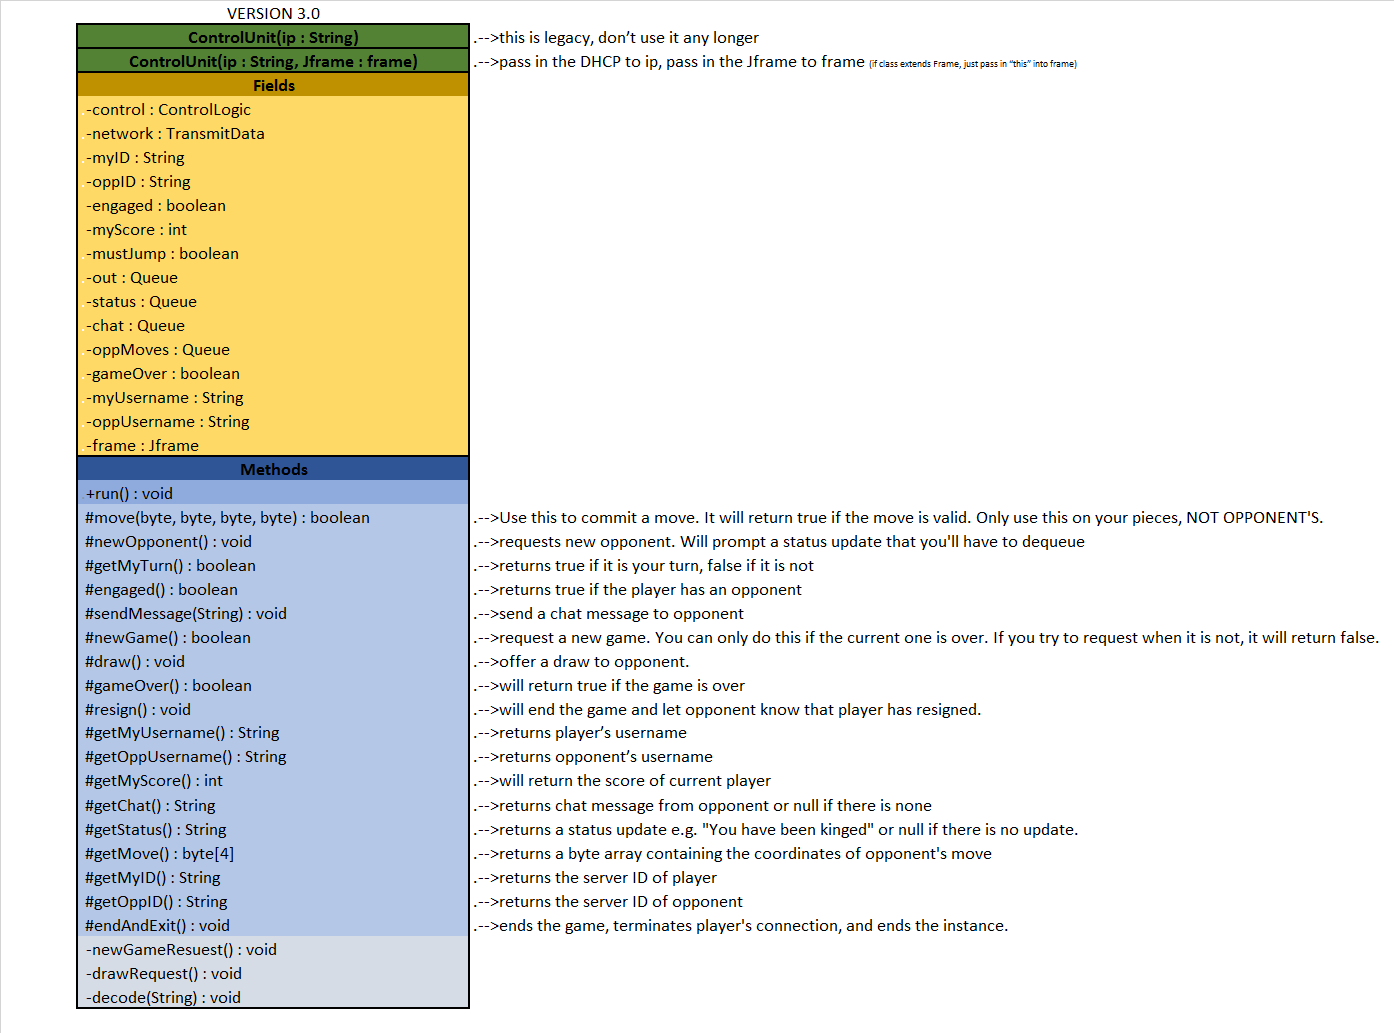 VERSION 3.0
ControlUnit(ip : String) .-->this is legacy, don’t use it any longer
ControlUnit(ip : String, Jframe : frame) .-->pass in the DHCP to ip, pass in the Jframe to frame (if class extends Frame, just pass in “this” into frame)
Fields
-control : ControlLogic
-network : TransmitData
-myID : String
-oppID : String
-engaged : boolean
-myScore : int
-mustJump : boolean
-out : Queue
-status : Queue
-chat : Queue
-oppMoves : Queue
-gameOver : boolean
-myUsername : String
-oppUsername : String
-frame : Jframe
Methods
+run() : void
#move(byte, byte, byte, byte) : boolean .-->Use this to commit a move. It will return true if the move is valid. Only use this on your pieces, NOT OPPONENT'S.
#newOpponent() : void .-->requests new opponent. Will prompt a status update that you'll have to dequeue
#getMyTurn() : boolean .-->returns true if it is your turn, false if it is not
#engaged() : boolean .-->returns true if the player has an opponent
#sendMessage(String) : void .-->send a chat message to opponent
#newGame() : boolean .-->request a new game. You can only do this if the current one is over. If you try to request when it is not, it will return false.
#draw() : void .-->offer a draw to opponent.
#gameOver() : boolean .-->will return true if the game is over
#resign() : void .-->will end the game and let opponent know that player has resigned.
#getMyUsername() : String .-->returns player’s username
#getOppUsername() : String .-->returns opponent’s username
#getMyScore() : int .-->will return the score of current player
#getChat() : String .-->returns chat message from opponent or null if there is none
#getStatus() : String .-->returns a status update e.g. "You have been kinged" or null if there is no update.
#getMove() : byte[4] .-->returns a byte array containing the coordinates of opponent's move
#getMyID() : String .-->returns the server ID of player
#getOppID() : String .-->returns the server ID of opponent
#endAndExit() : void .-->ends the game, terminates player's connection, and ends the instance.
-newGameResuest() : void
-drawRequest() : void
-decode(String) : void